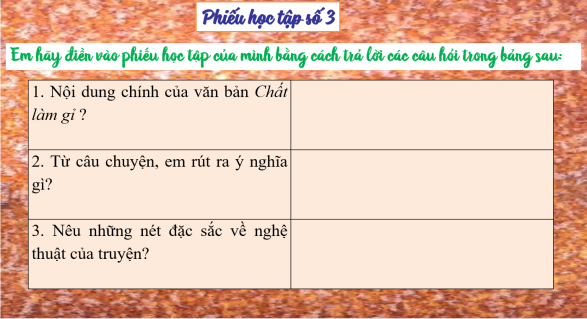 Phiếu học tập số 3
Em hãy điền vào phiếu học tập của mình bằng cách trả lời các câu hỏi trong bảng sau:
1. Nội dung chính của văn bản Chất
làm gỉ ?
2. Từ câu chuyện, em rút ra ý nghĩa
gì?
3. Nêu những nét đặc sắc về nghệ
thuật của truyện?